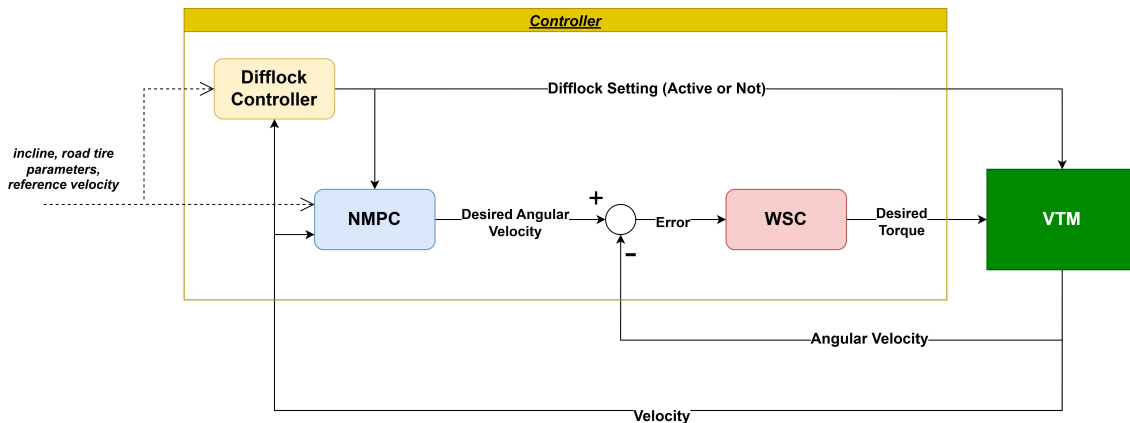 Controller
Difflock
Controller
Difflock Setting (Active or Not)
incline, road tire
parameters,
reference velocity
NMPC
Desired Angular
Velocity
+
-
Error
WSC
Desired
Torque
VTM
Angular Velocity
Velocity